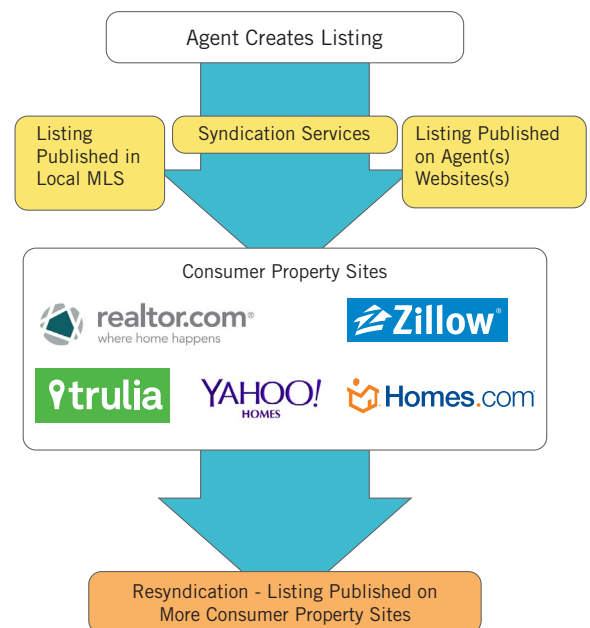 Agent Creates Listing
Listing
Published in
Local MLS
Syndication Services
Listing Published
on Agent(s)
Websites(s)
Consumer Property Sites
realtor.com®
where home happens
Zillow®
trulia
YAHOO!
HOMES
Homes.com
Resyndication - Listing Published on
More Consumer Property Sites